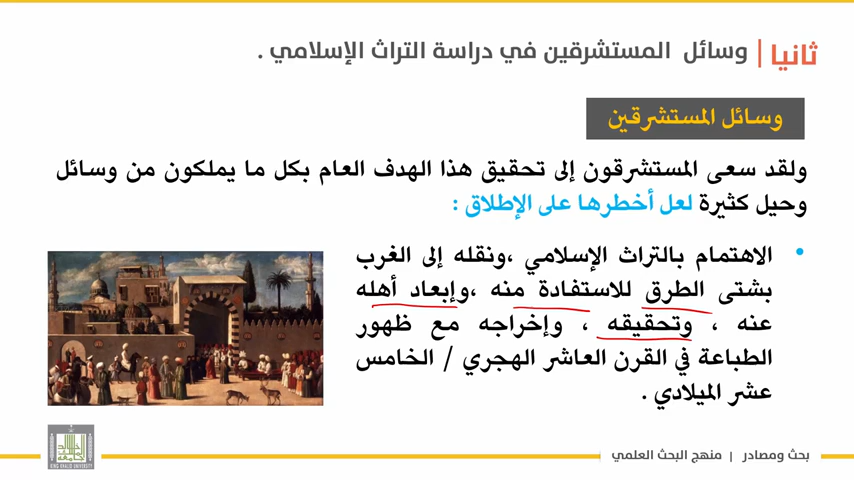 ثانيا | وسائل المستشرقين في دراسة التراث الإسلامي .
وسائل المستشرقين
ولقد سعى المستشرقون إلى تحقيق هذا الهدف العام بكل ما يملكون من وسائل
وحيل كثيرة لعل أخطرها على الإطلاق :
• الاهتمام بالتراث الإسلامي ،ونقله إلى الغرب
بشتى الطرق للاستفادة منه ،وإبعاد أهله
عنه ، وتحقيقه ، وإخراجه مع ظهور
الطباعة في القرن العاشر الهجري / الخامس
عشر الميلادي .
بحث ومصادر | منهج البحث العلمي
KING KHALID UNIVERSITY